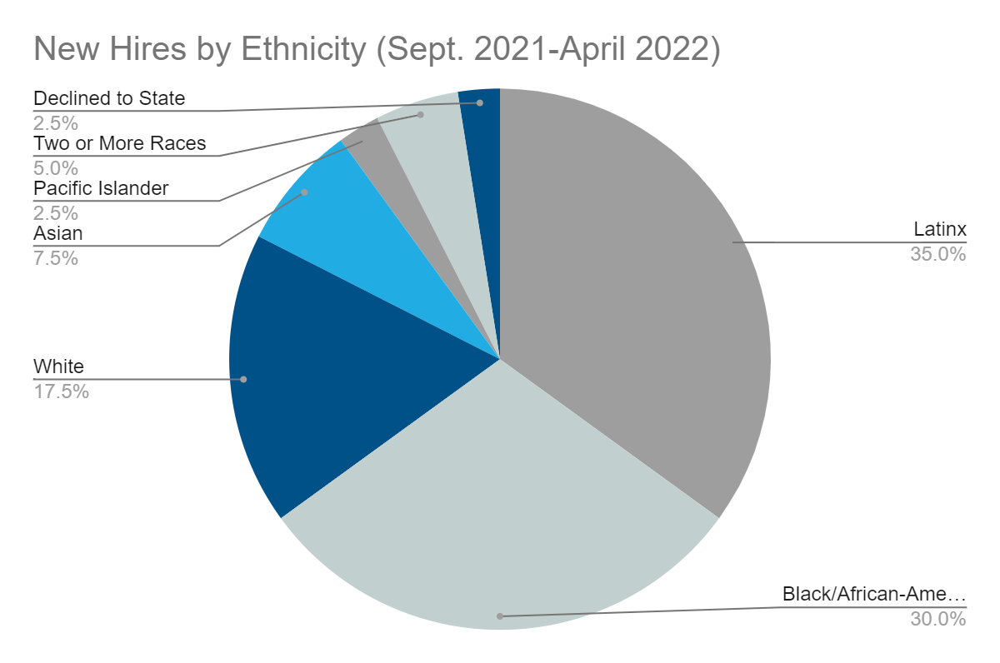 New Hires by Ethnicity (Sept. 2021-April 2022)
Declined to State
2.5%
Two or More Races
5.0%
Pacific Islander
2.5%
Asian
7.5%
White
17.5%
Latinx
35.0%
Black/African-Ame…
30.0%